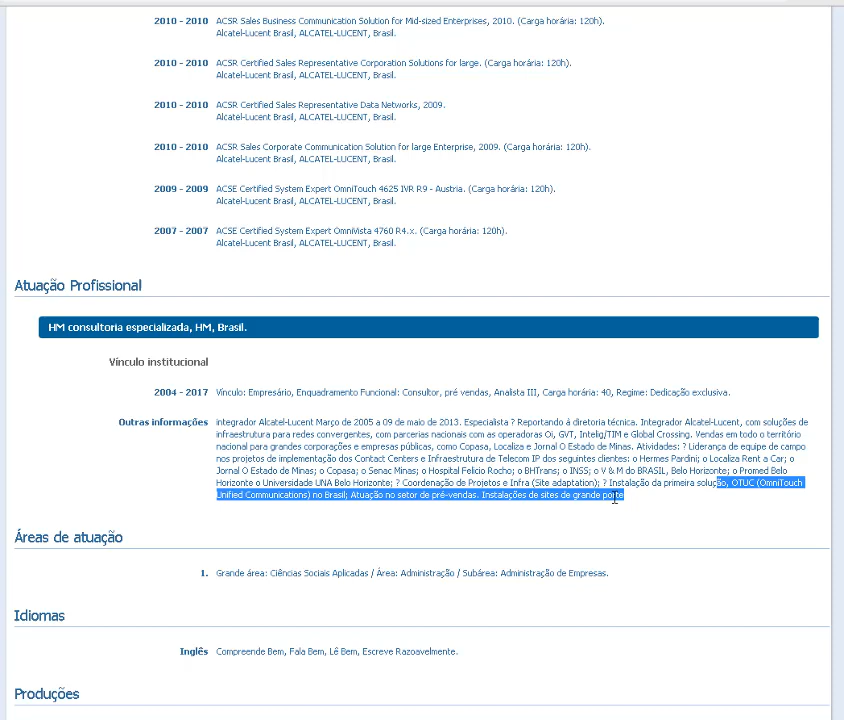 2010 - 2010 ACSR Sales Business Communication Solution for Mid-sized Enterprises, 2010. (Carga horária: 120h).
Alcatel-Lucent Brasil, ALCATEL-LUCENT, Brasil.
2010 - 2010 ACSR Certified Sales Representative Corporation Solutions for large. (Carga horária: 120h).
Alcatel-Lucent Brasil, ALCATEL-LUCENT, Brasil.
2010 - 2010 ACSR Certified Sales Representative Data Networks, 2009.
Alcatel-Lucent Brasil, ALCATEL-LUCENT, Brasil.
2010 - 2010 ACSR Sales Corporate Communication Solution for large Enterprise, 2009. (Carga horária: 120h).
Alcatel-Lucent Brasil, ALCATEL-LUCENT, Brasil.
2009 - 2009 ACSE Certified System Expert OmniTouch 4625 IVR R9 - Austria. (Carga horária: 120h).
Alcatel-Lucent Brasil, ALCATEL-LUCENT, Brasil.
2007 - 2007 ACSE Certified System Expert OmniVista 4760 R4.x. (Carga horária: 120h).
Alcatel-Lucent Brasil, ALCATEL-LUCENT, Brasil.
Atuação Profissional
HM consultoria especializada, HM, Brasil.
Vínculo institucional
2004 - 2017 Vínculo: Empresário, Enquadramento Funcional: Consultor, pré vendas, Analista III, Carga horária: 40, Regime: Dedicação exclusiva.
Outras informações Integrador Alcatel-Lucent Março de 2005 a 09 de maio de 2013. Especialista ? Reportando á diretoria técnica. Integrador Alcatel-Lucent, com soluções de
infraestrutura para redes convergentes, com parcerias nacionais com as operadoras Oi, GVT, Intelig/TIM e Global Crossing. Vendas em todo o território
nacional para grandes corporações e empresas públicas, como Copasa, Localiza e Jornal O Estado de Minas. Atividades: ? Liderança de equipe de campo
nos projetos de implementação dos Contact Centers e Infraestrutura de Telecom IP dos seguintes clientes: o Hermes Pardini; o Localiza Rent a Car; o
Jornal O Estado de Minas; o Copasa; o Senac Minas; o Hospital Felício Rocho; o BHTrans; o INSS; o V & M do BRASIL, Belo Horizonte; o Promed Belo
Horizonte o Universidade UNA Belo Horizonte; ? Coordenação de Projetos e Infra (Site adaptation); ? Instalação da primeira solução, OTUC (OmniTouch
Unified Communications) no Brasil; Atuação no setor de pré-vendas. Instalações de sites de grande porte
Áreas de atuação
1. Grande área: Ciências Sociais Aplicadas / Área: Administração / Subárea: Administração de Empresas.
Idiomas
Inglês Compreende Bem, Fala Bem, Lê Bem, Escreve Razoavelmente.
Produções